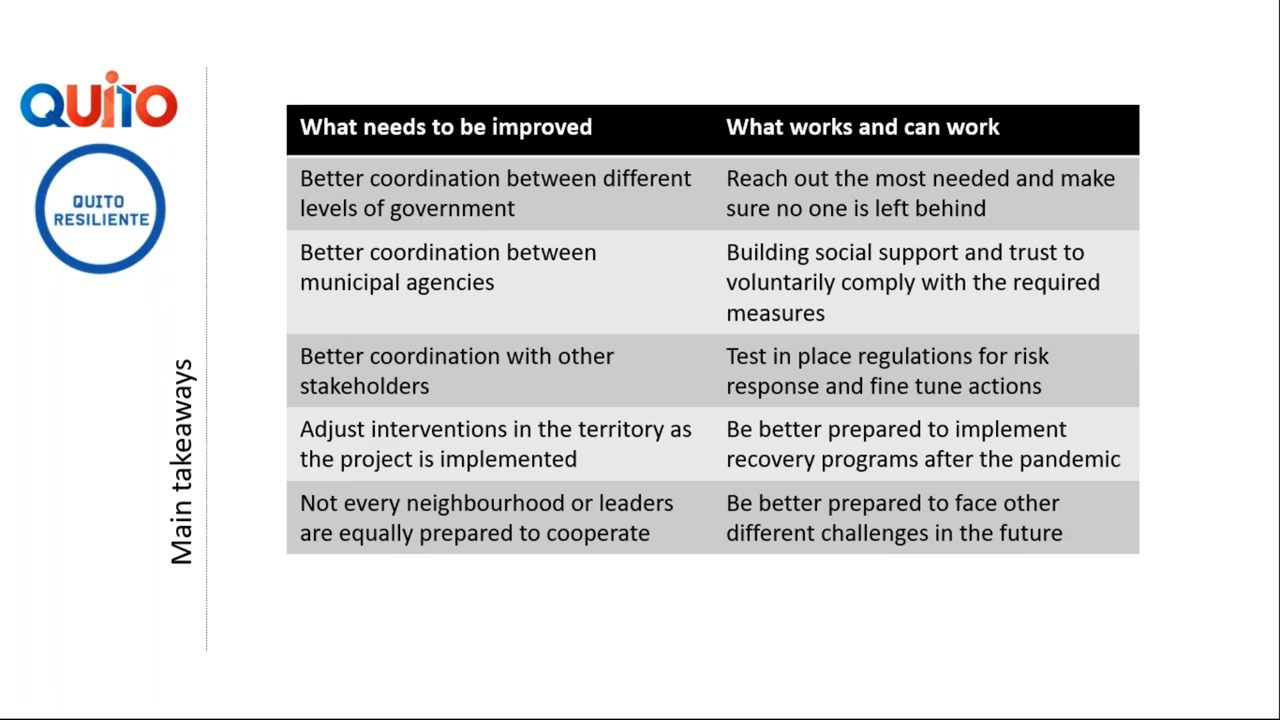 QUITO
QUITO
RESILIENTE
Main takeaways
What needs to be improved
What works and can work
Better coordination between different
levels of government
Reach out the most needed and make
sure no one is left behind
Better coordination between
municipal agencies
Building social support and trust to
voluntarily comply with the required
measures
Better coordination with other
stakeholders
Test in place regulations for risk
response and fine tune actions
Adjust interventions in the territory as
the project is implemented
Be better prepared to implement
recovery programs after the pandemic
Not every neighbourhood or leaders
are equally prepared to cooperate
Be better prepared to face other
different challenges in the future